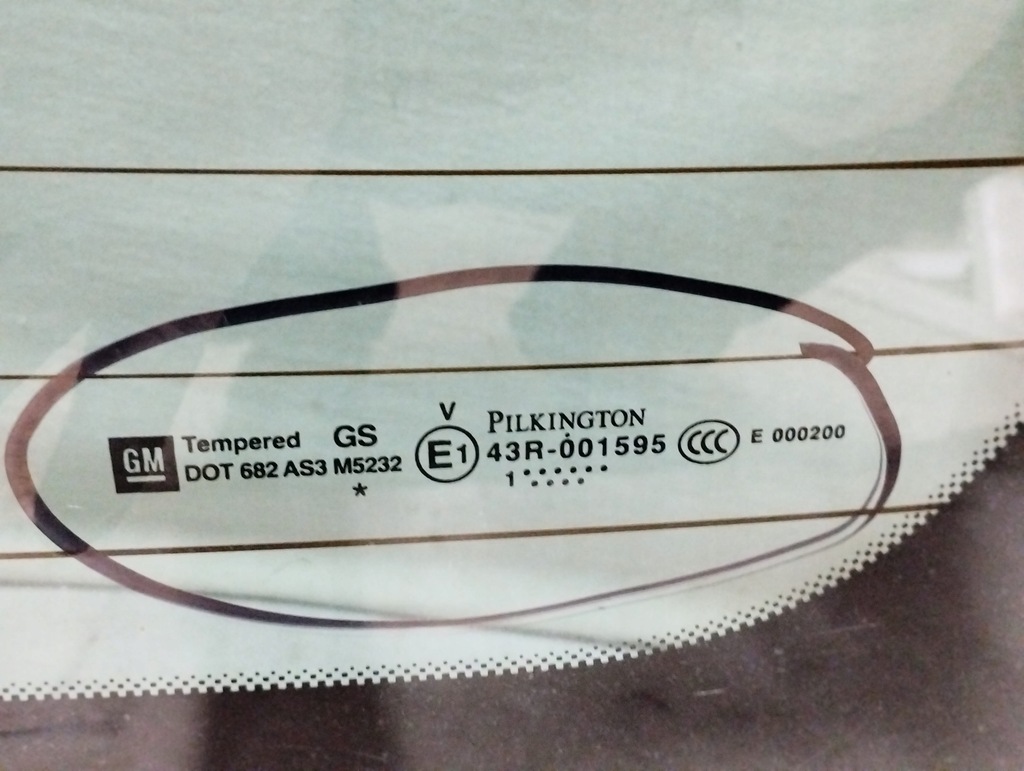 GM
Tempered GS
DOT 682 AS3 M5232
*
V
E1
PILKINGTON
43R-001595
1
CCC
E 000200